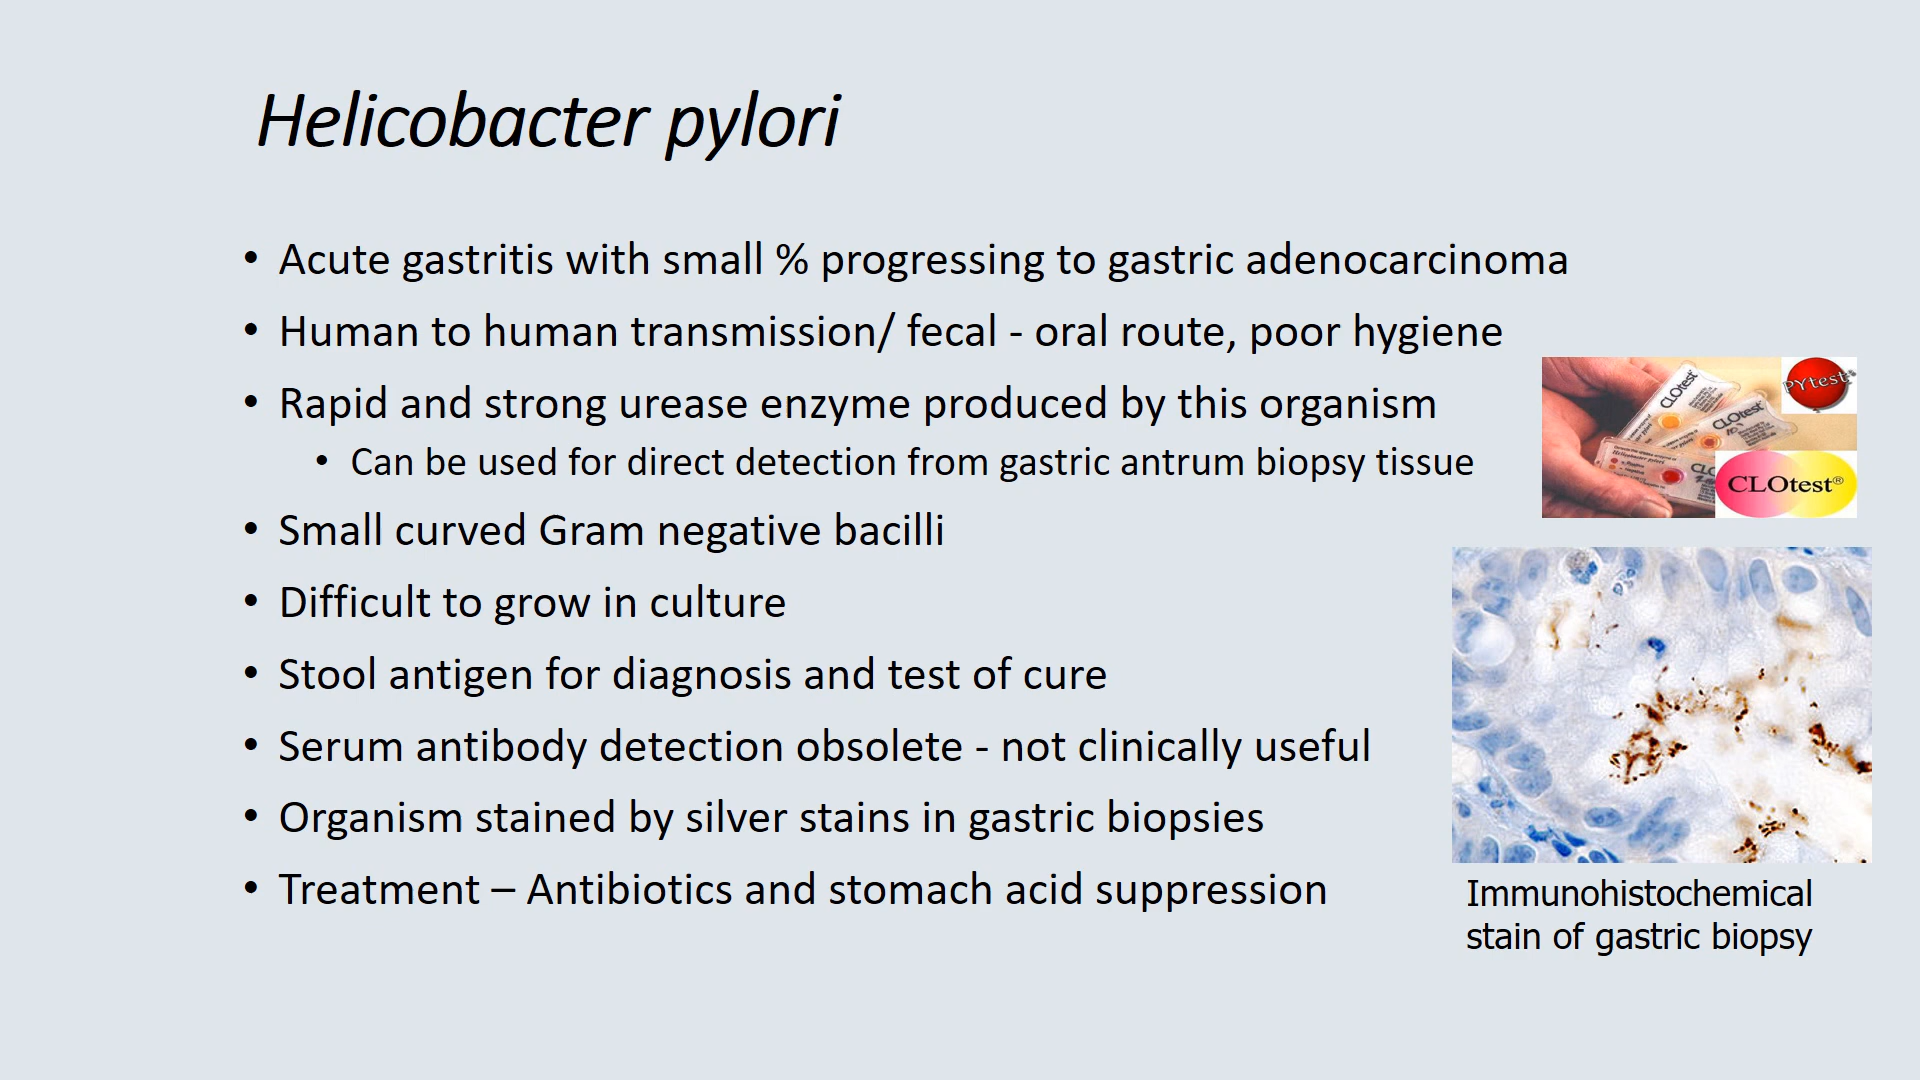 Helicobacter pylori
• Acute gastritis with small % progressing to gastric adenocarcinoma
• Human to human transmission/ fecal - oral route, poor hygiene
• Rapid and strong urease enzyme produced by this organism
• Can be used for direct detection from gastric antrum biopsy tissue
• Small curved Gram negative bacilli
• Difficult to grow in culture
• Stool antigen for diagnosis and test of cure
• Serum antibody detection obsolete - not clinically useful
• Organism stained by silver stains in gastric biopsies
• Treatment – Antibiotics and stomach acid suppression
PYtest
CLOtest
CLOtest
CLOtest®
Immunohistochemical
stain of gastric biopsy